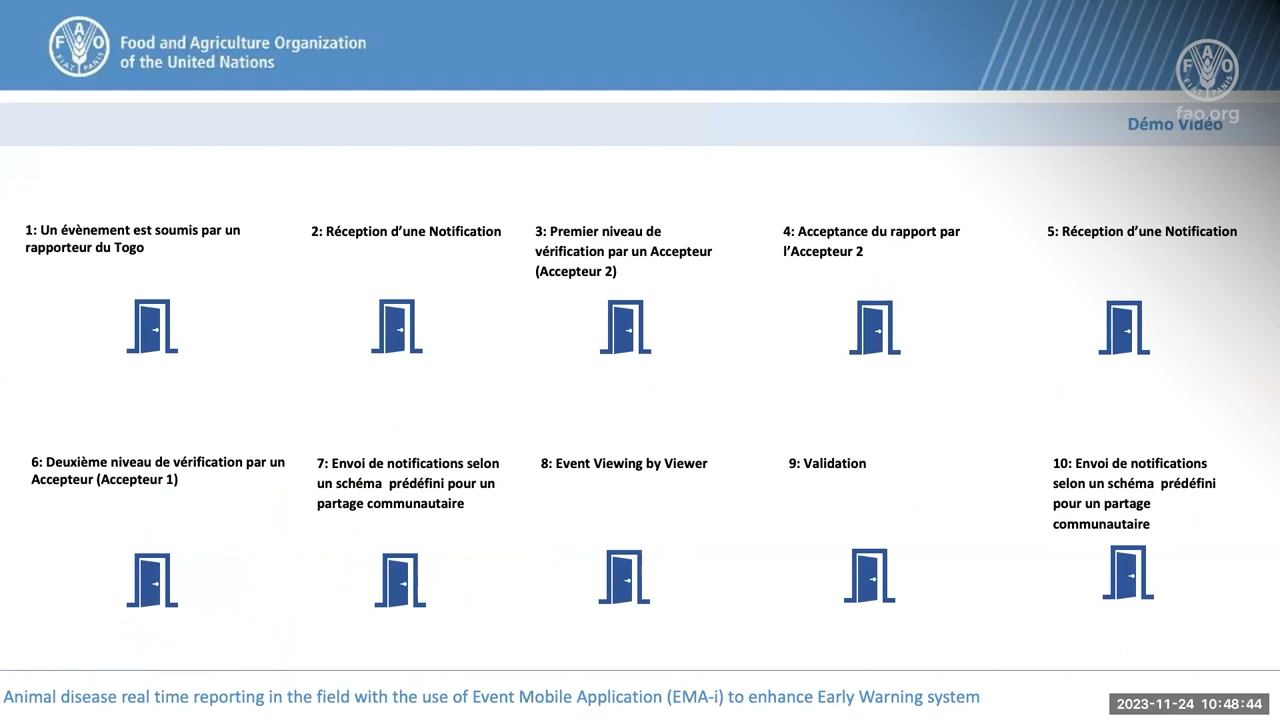 Food and Agriculture Organization
of the United Nations
FAO
FIAT PANIS
FAO
FIAT PANIS
fao.org
Démo Vidéo
1: Un évènement est soumis par un
rapporteur du Togo
2: Réception d’une Notification
3: Premier niveau de
vérification par un Accepteur
(Accepteur 2)
4: Acceptance du rapport par
l’Accepteur 2
5: Réception d’une Notification
6: Deuxième niveau de vérification par un
Accepteur (Accepteur 1)
7: Envoi de notifications selon
un schéma  prédéfini pour un
partage communautaire
8: Event Viewing by Viewer
9: Validation
10: Envoi de notifications
selon un schéma  prédéfini
pour un partage
communautaire
Animal disease real time reporting in the field with the use of Event Mobile Application (EMA-i) to enhance Early Warning system
2023-11-24 10:48:44